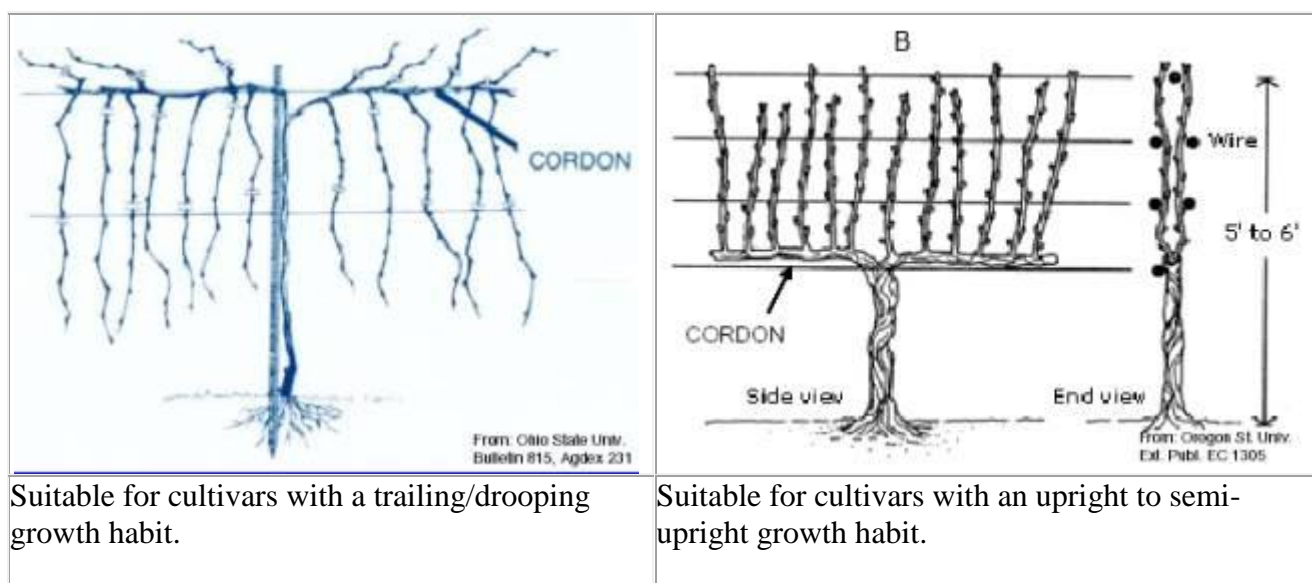 CORDON
From: Ohio State Univ.
Bulletin 815, Agdex 231
B
Wire
5' to 6'
CORDON
Side view
End view
From: Oregon St. Univ.
Ext. Publ. EC 1305
Suitable for cultivars with a trailing/drooping
growth habit.
Suitable for cultivars with an upright to semi-
upright growth habit.